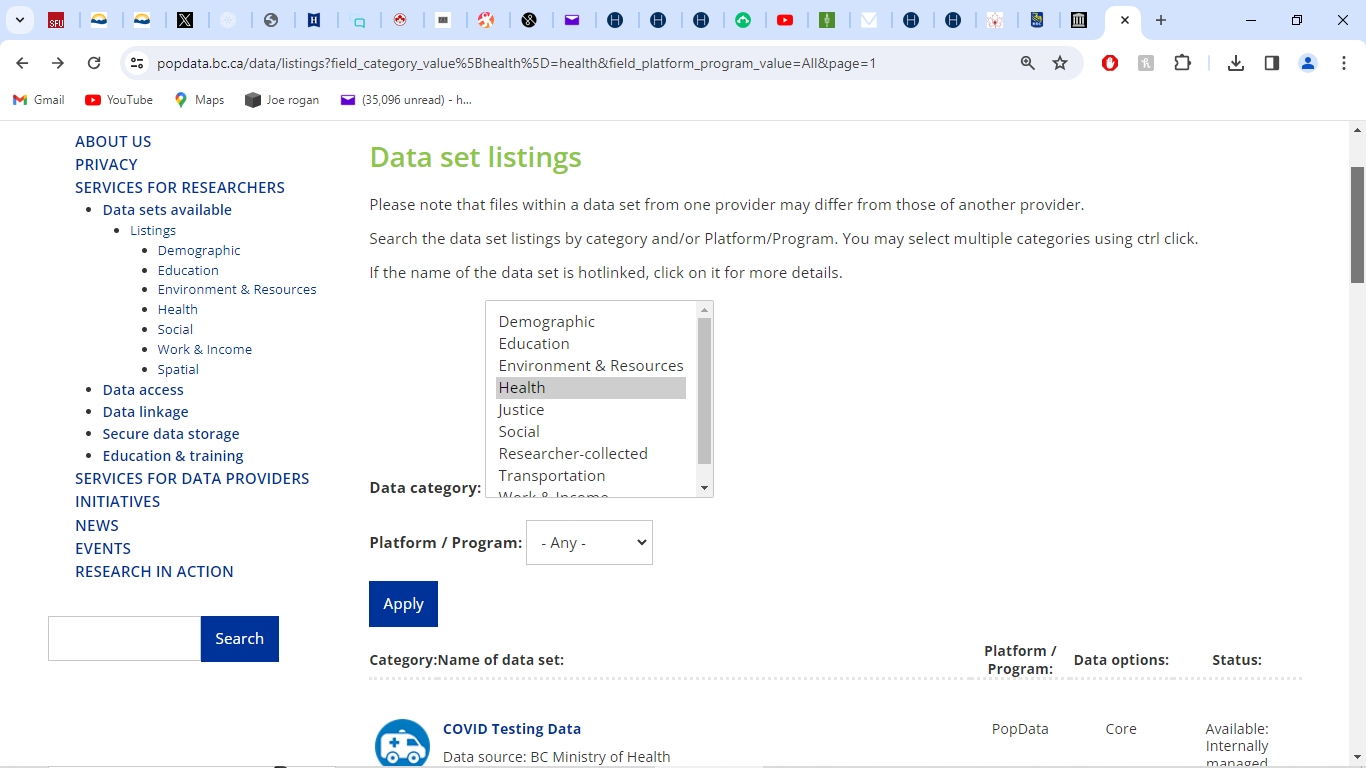 SFU
X
H
popdata.bc.ca/data/listings?field_category_value%5Bhealth%5D=health&field_platform_program_value=All&page=1
Gmail
YouTube
Maps
Joe rogan
(35,096 unread) - h...
ABOUT US
PRIVACY
SERVICES FOR RESEARCHERS
Data sets available
Listings
Demographic
Education
Environment & Resources
Health
Social
Work & Income
Spatial
Data access
Data linkage
Secure data storage
Education & training
SERVICES FOR DATA PROVIDERS
INITIATIVES
NEWS
EVENTS
RESEARCH IN ACTION
Search
Data set listings
Please note that files within a data set from one provider may differ from those of another provider.
Search the data set listings by category and/or Platform/Program. You may select multiple categories using ctrl click.
If the name of the data set is hotlinked, click on it for more details.
Demographic
Education
Environment & Resources
Health
Justice
Social
Researcher-collected
Transportation
Work & Income
Data category:
Platform / Program: - Any -
Apply
Category:Name of data set: Platform / Program: Data options: Status:
COVID Testing Data PopData Core Available:
Internally
Data source: BC Ministry of Health
managed